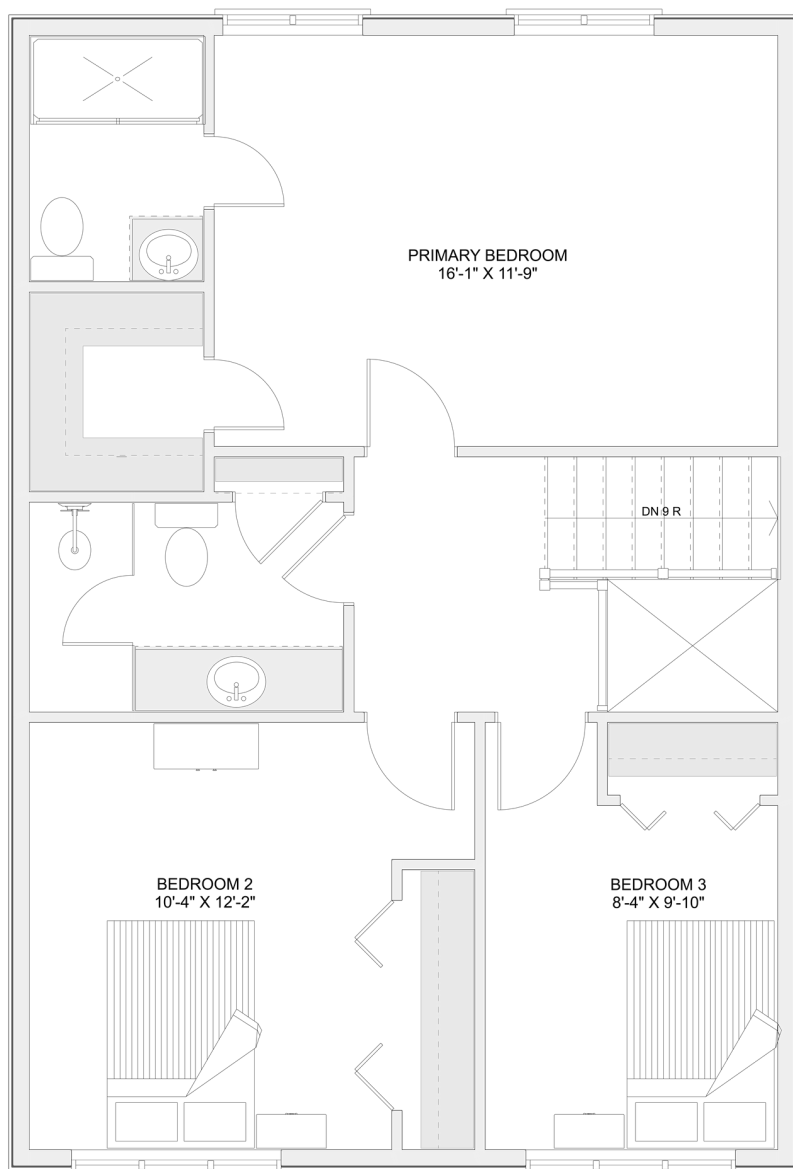 PRIMARY BEDROOM
16'-1" X 11'-9"
DN 9 R
BEDROOM 2
10'-4" X 12'-2"
BEDROOM 3
8'-4" X 9'-10"